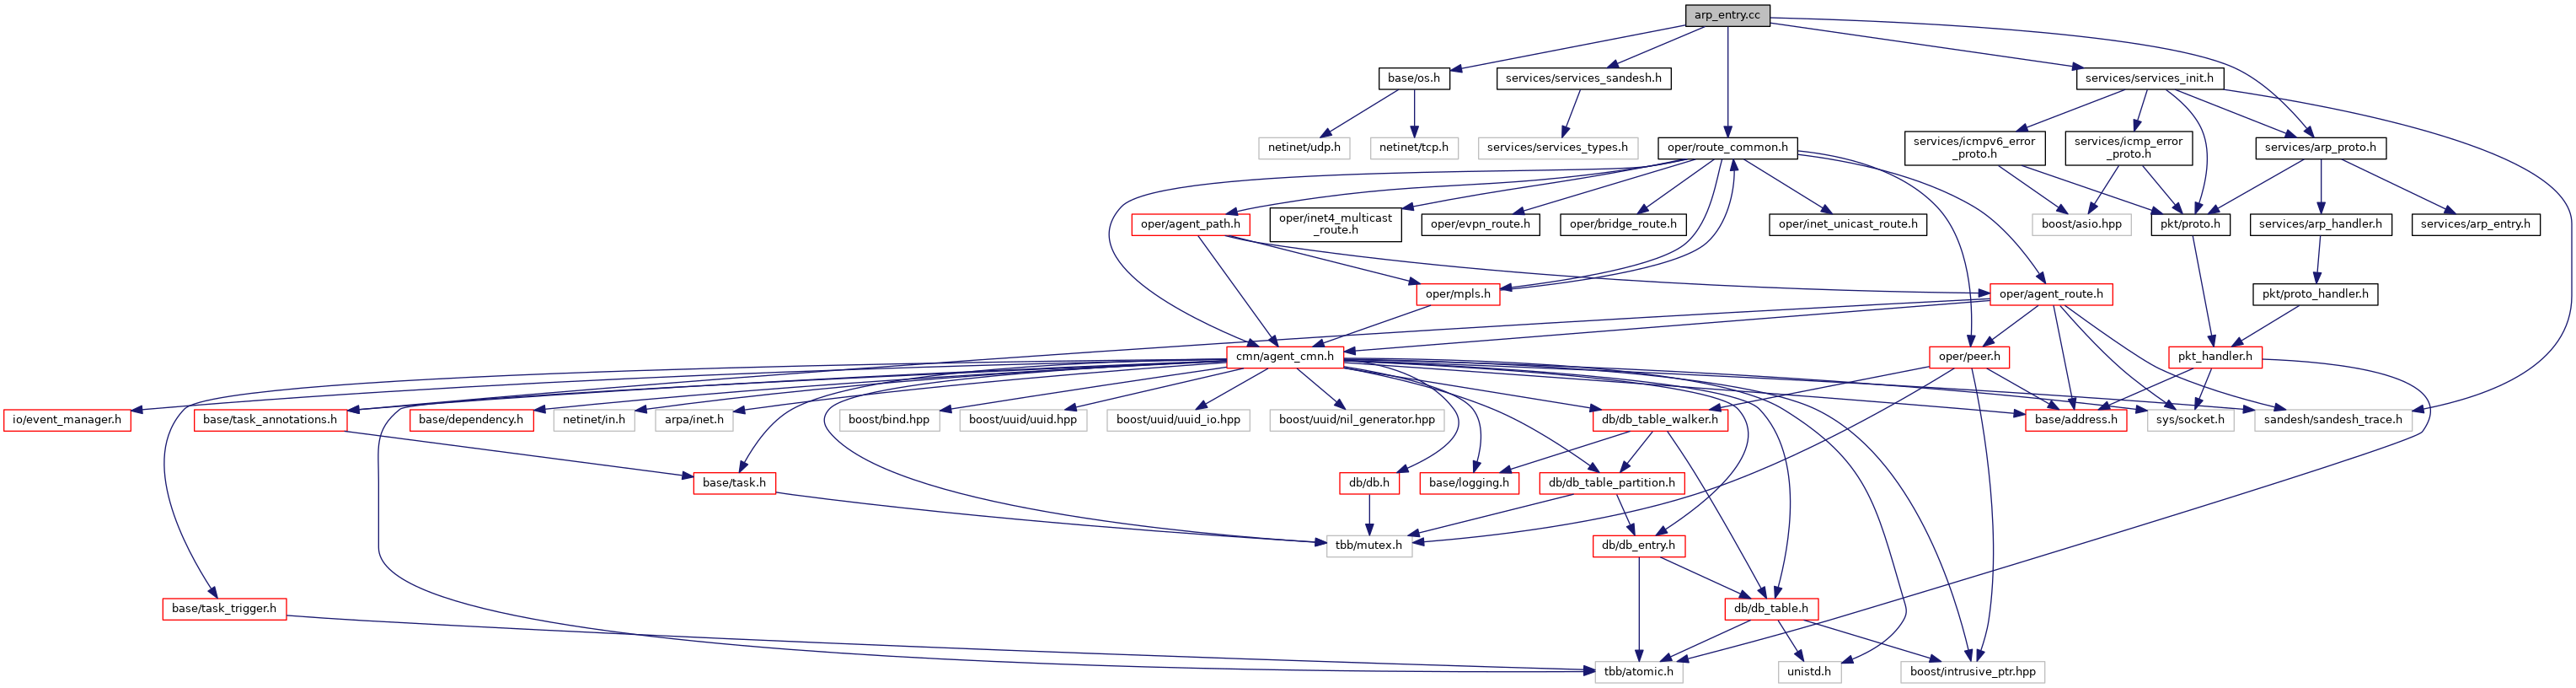 arp_entry.cc
base/os.h
services/services_sandesh.h
services/services_init.h
netinet/udp.h
netinet/tcp.h
services/services_types.h
oper/route_common.h
services/icmpv6_error
_proto.h
services/icmp_error
_proto.h
services/arp_proto.h
oper/agent_path.h
oper/inet4_multicast
_route.h
oper/evpn_route.h
oper/bridge_route.h
oper/inet_unicast_route.h
boost/asio.hpp
pkt/proto.h
services/arp_handler.h
services/arp_entry.h
oper/mpls.h
oper/agent_route.h
pkt/proto_handler.h
cmn/agent_cmn.h
oper/peer.h
pkt_handler.h
io/event_manager.h
base/task_annotations.h
base/dependency.h
netinet/in.h
arpa/inet.h
boost/bind.hpp
boost/uuid/uuid.hpp
boost/uuid/uuid_io.hpp
boost/uuid/nil_generator.hpp
db/db_table_walker.h
base/address.h
sys/socket.h
sandesh/sandesh_trace.h
base/task.h
db/db.h
base/logging.h
db/db_table_partition.h
tbb/mutex.h
db/db_entry.h
base/task_trigger.h
db/db_table.h
tbb/atomic.h
unistd.h
boost/intrusive_ptr.hpp